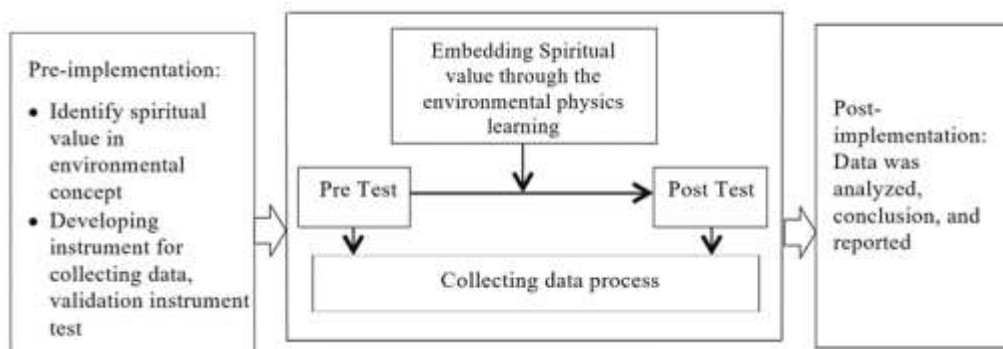 Pre-implementation:
• Identify spiritual
value in
environmental
concept
• Developing
instrument for
collecting data,
validation instrument
test
Embedding Spiritual
value through the
environmental physics
learning
Pre Test
Post Test
Collecting data process
Post-
implementation:
Data was
analyzed,
conclusion, and
reported